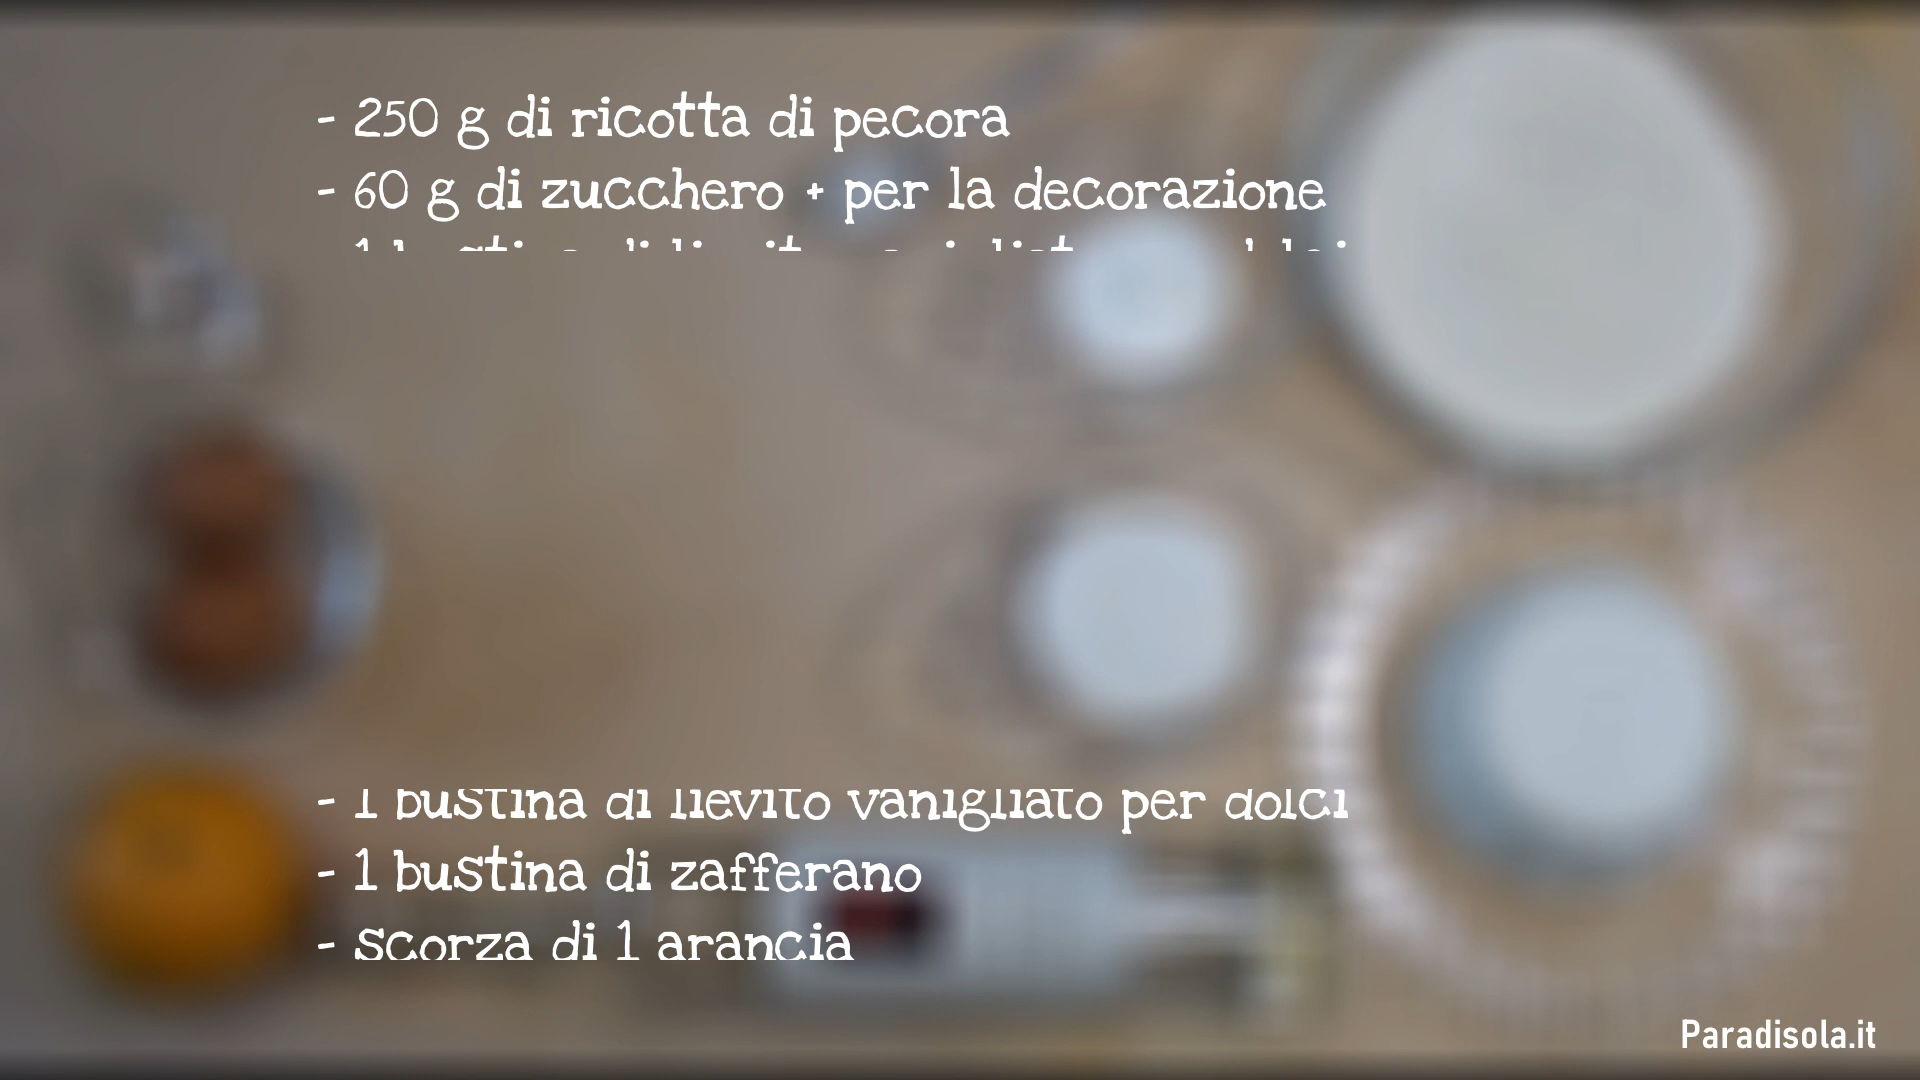 - 250 g di ricotta di pecora
- 60 g di zucchero + per la decorazione
- 1 bustina di lievito vanigliato per dolci
- 1 bustina di zafferano
- scorza di 1 arancia
Paradisola.it